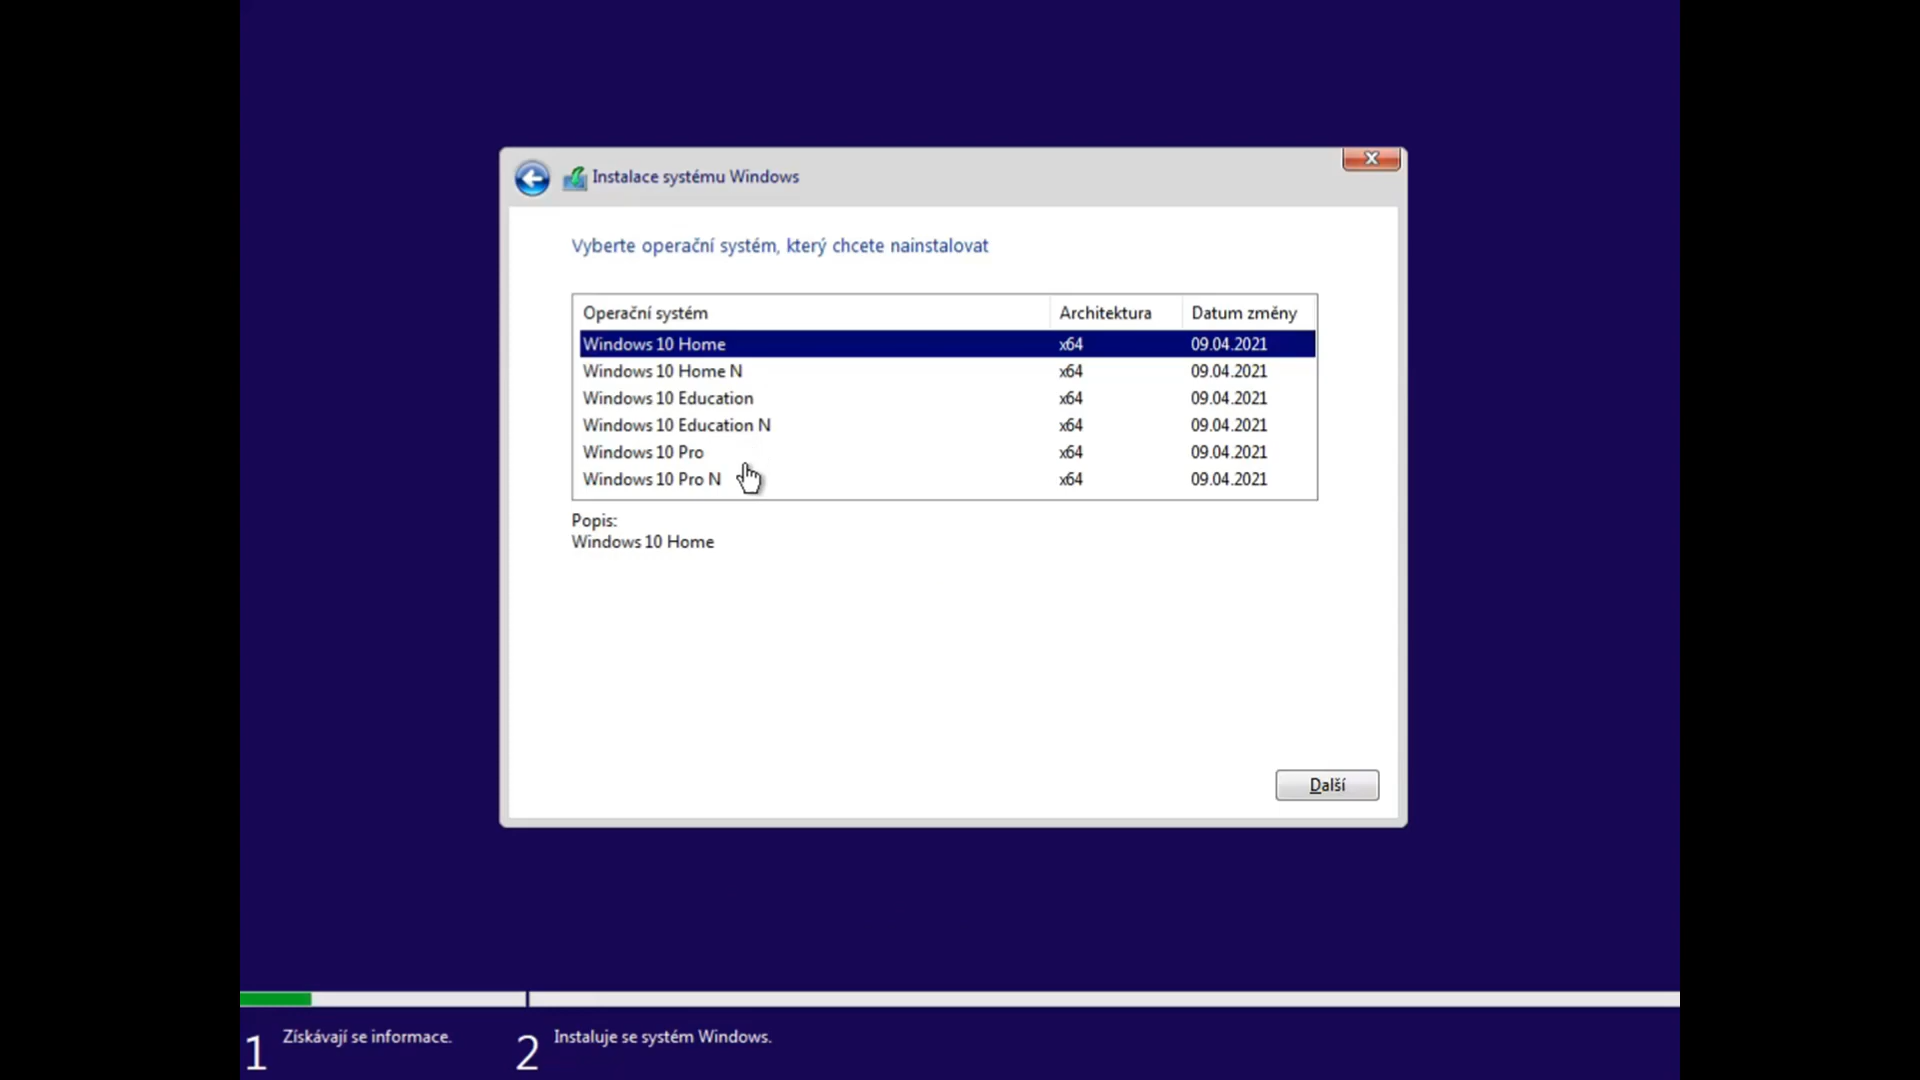 Instalace systému Windows
Vyberte operační systém, který chcete nainstalovat
Operační systém Architektura Datum změny
Windows 10 Home x64 09.04.2021
Windows 10 Home N x64 09.04.2021
Windows 10 Education x64 09.04.2021
Windows 10 Education N x64 09.04.2021
Windows 10 Pro x64 09.04.2021
Windows 10 Pro N x64 09.04.2021
Popis:
Windows 10 Home
Další
1 Získávají se informace. 2 Instaluje se systém Windows.